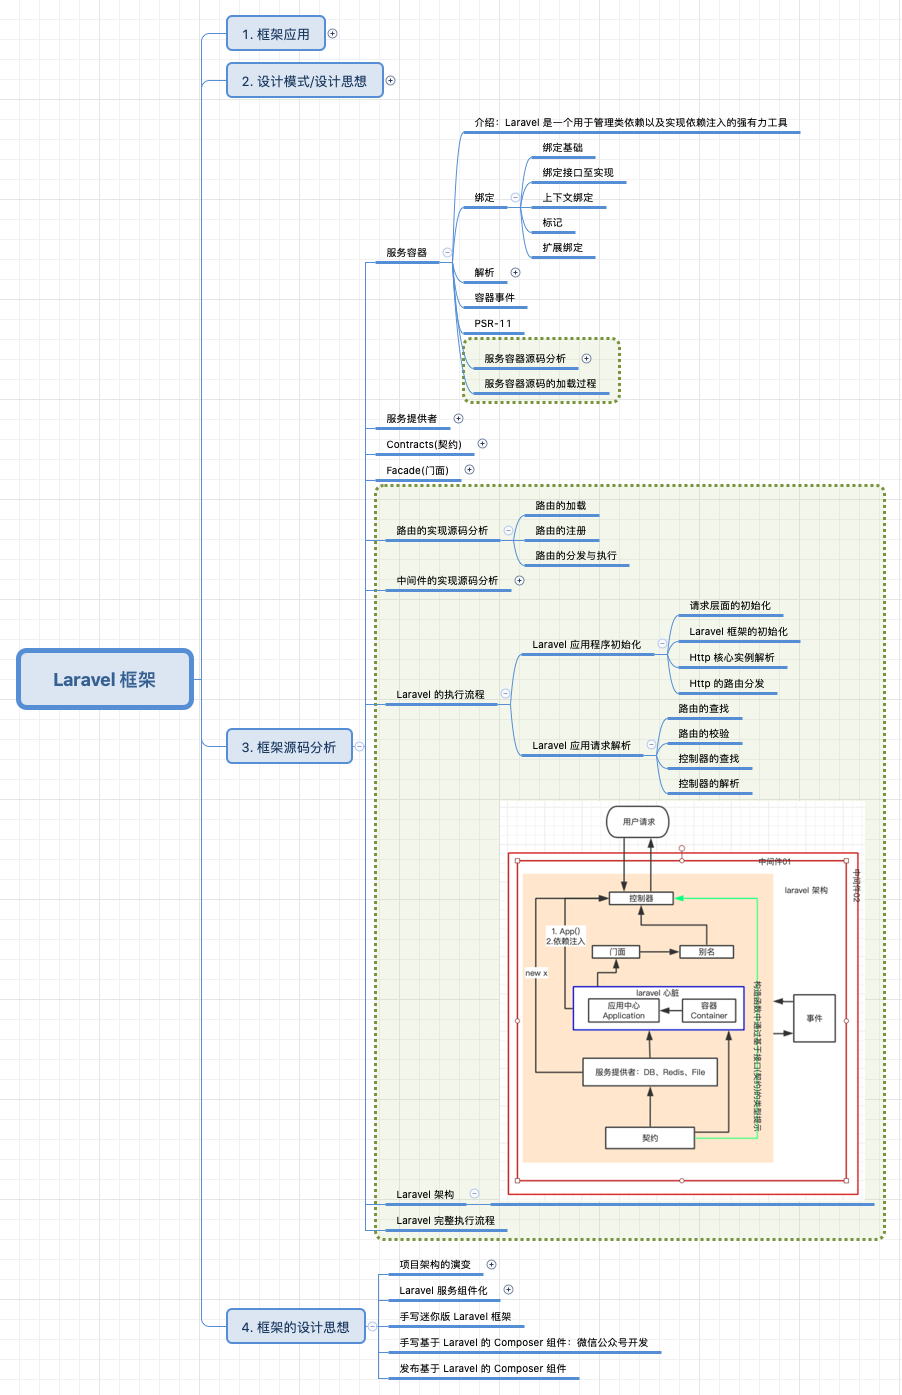 1. 框架应用
2. 设计模式/设计思想
介绍：Laravel 是一个用于管理类依赖以及实现依赖注入的强有力工具
绑定基础
绑定接口至实现
绑定
上下文绑定
标记
扩展绑定
服务容器
解析
容器事件
PSR-11
服务容器源码分析
服务容器源码的加载过程
服务提供者
Contracts(契约)
Facade(门面)
路由的加载
路由的实现源码分析
路由的注册
路由的分发与执行
中间件的实现源码分析
请求层面的初始化
Laravel 应用程序初始化
Laravel 框架的初始化
Http 核心实例解析
Http 的路由分发
Laravel 框架
Laravel 的执行流程
路由的查找
路由的校验
3. 框架源码分析
Laravel 应用请求解析
控制器的查找
控制器的解析
用户请求
中间件01
中间件02
laravel 架构
控制器
1. App()
2.依赖注入
门面
别名
new x
laravel 心脏
应用中心
Application
容器
Container
构造函数中通过基于接口(契约)的类型提示
事件
服务提供者：DB、Redis、File
契约
Laravel 架构
Laravel 完整执行流程
项目架构的演变
Laravel 服务组件化
手写迷你版 Laravel 框架
4. 框架的设计思想
手写基于 Laravel 的 Composer 组件：微信公众号开发
发布基于 Laravel 的 Composer 组件